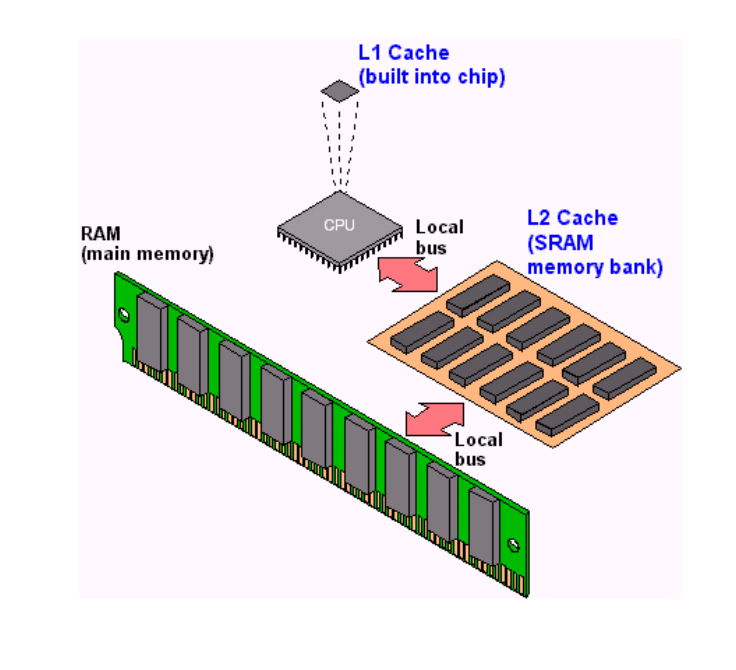 L1 Cache
(built into chip)
CPU
RAM
(main memory)
Local
bus
L2 Cache
(SRAM
memory bank)
Local
bus